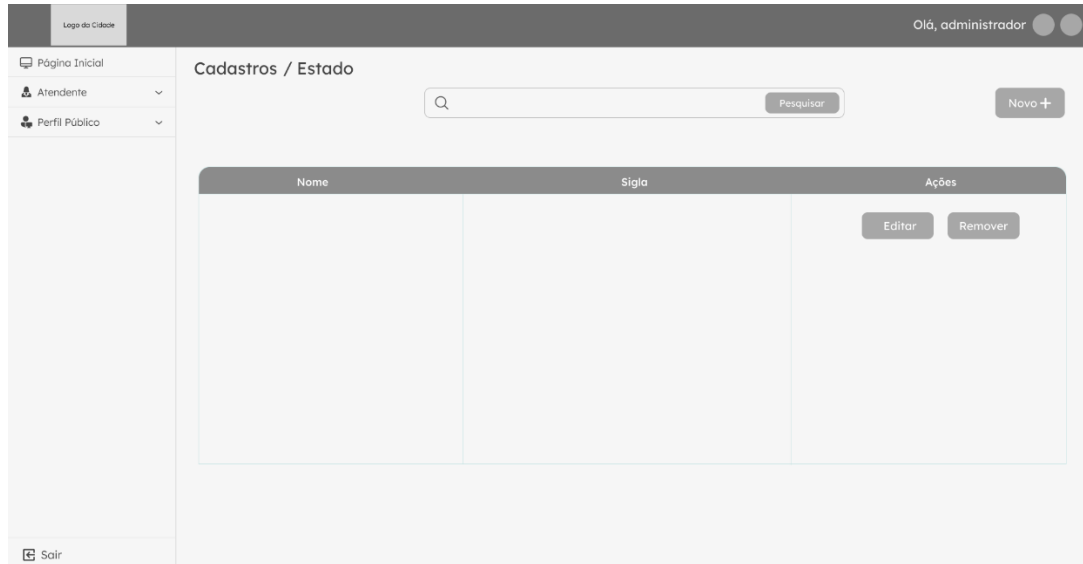 Logo da Cidade
Olá, administrador
Página Inicial
Atendente
Perfil Público
Cadastros / Estado
Pesquisar
Novo +
Nome Sigla Ações
Editar Remover
Sair